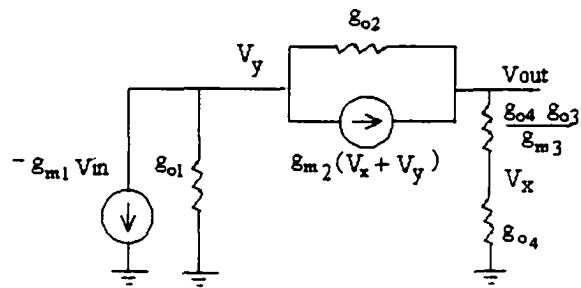 g_o2
V_y
Vout
g_o4 g_o3
g_m3
- g_m1 Vin
g_o1
g_m2 (V_x + V_y)
V_x
g_o4